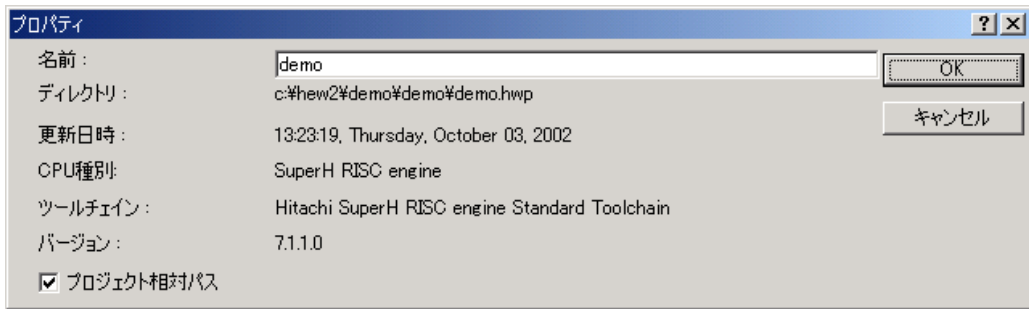 プロパティ
名前 : demo OK
ディレクトリ : c:¥hew2¥demo¥demo¥demo.hwp
キャンセル
更新日時 : 13:23:19, Thursday, October 03, 2002
CPU種別: SuperH RISC engine
ツールチェイン : Hitachi SuperH RISC engine Standard Toolchain
バージョン : 7.1.1.0
プロジェクト相対パス